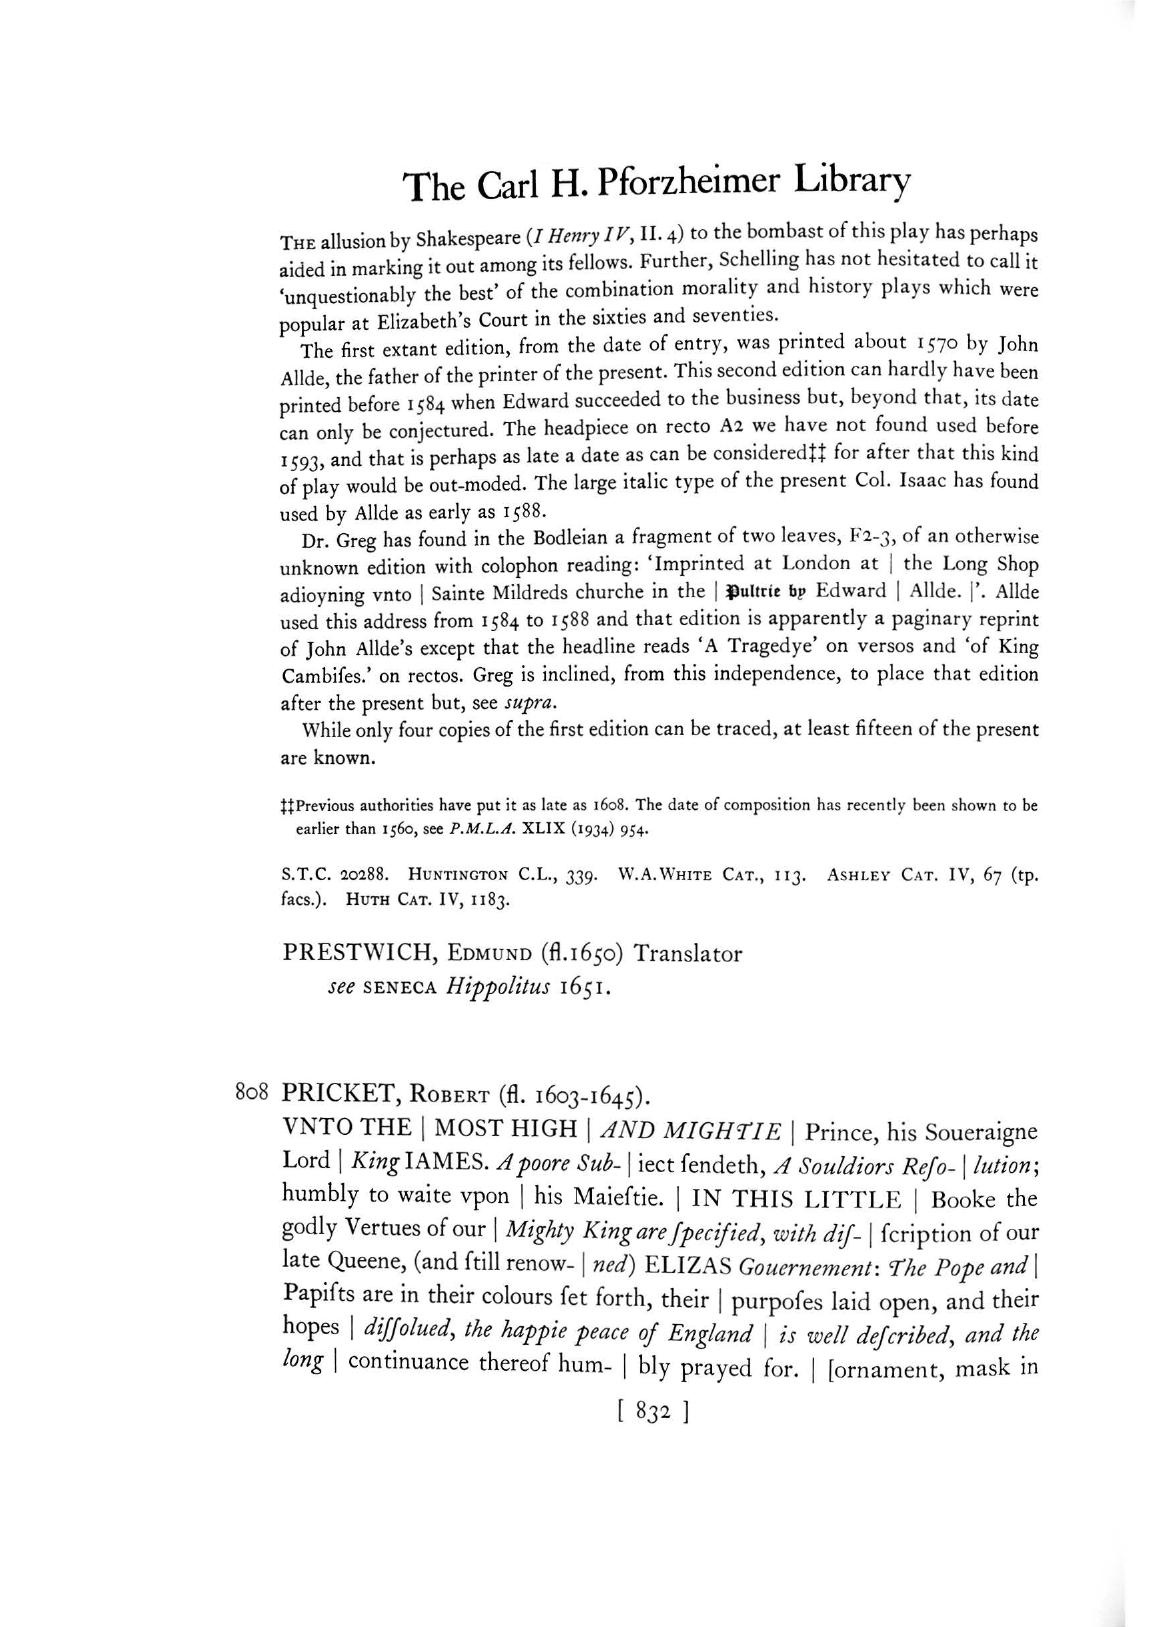 The Carl H. Pforzheimer Library
THE allusion by Shakespeare (I Henry IV, II. 4) to the bombast of this play has perhaps
aided in marking it out among its fellows. Further, Schelling has not hesitated to call it
‘unquestionably the best’ of the combination morality and history plays which were
popular at Elizabeth’s Court in the sixties and seventies.
The first extant edition, from the date of entry, was printed about 1570 by John
Allde, the father of the printer of the present. This second edition can hardly have been
printed before 1584 when Edward succeeded to the business but, beyond that, its date
can only be conjectured. The headpiece on recto A2 we have not found used before
1593, and that is perhaps as late a date as can be considered‡‡ for after that this kind
of play would be out-moded. The large italic type of the present Col. Isaac has found
used by Allde as early as 1588.
Dr. Greg has found in the Bodleian a fragment of two leaves, F2-3, of an otherwise
unknown edition with colophon reading: ‘Imprinted at London at | the Long Shop
adioyning vnto | Sainte Mildreds churche in the | Pultrie by Edward | Allde. |’. Allde
used this address from 1584 to 1588 and that edition is apparently a paginary reprint
of John Allde’s except that the headline reads ‘A Tragedye’ on versos and ‘of King
Cambiſes.’ on rectos. Greg is inclined, from this independence, to place that edition
after the present but, see supra.
While only four copies of the first edition can be traced, at least fifteen of the present
are known.
‡‡Previous authorities have put it as late as 1608. The date of composition has recently been shown to be
earlier than 1560, see P.M.L.A. XLIX (1934) 954.
S.T.C. 20288. HUNTINGTON C.L., 339. W.A.WHITE CAT., 113. ASHLEY CAT. IV, 67 (tp.
facs.). HUTH CAT. IV, 1183.
PRESTWICH, EDMUND (fl.1650) Translator
see SENECA Hippolitus 1651.
808 PRICKET, ROBERT (fl. 1603-1645).
VNTO THE | MOST HIGH | AND MIGHTIE | Prince, his Soueraigne
Lord | King IAMES. A poore Sub- | iect ſendeth, A Souldiors Reſo- | lution;
humbly to waite vpon | his Maieſtie. | IN THIS LITTLE | Booke the
godly Vertues of our | Mighty King are ſpecified, with diſ- | ſcription of our
late Queene, (and ſtill renow- | ned) ELIZAS Gouernement: The Pope and |
Papiſts are in their colours ſet forth, their | purpoſes laid open, and their
hopes | diſſolued, the happie peace of England | is well deſcribed, and the
long | continuance thereof hum- | bly prayed for. | [ornament, mask in
[ 832 ]